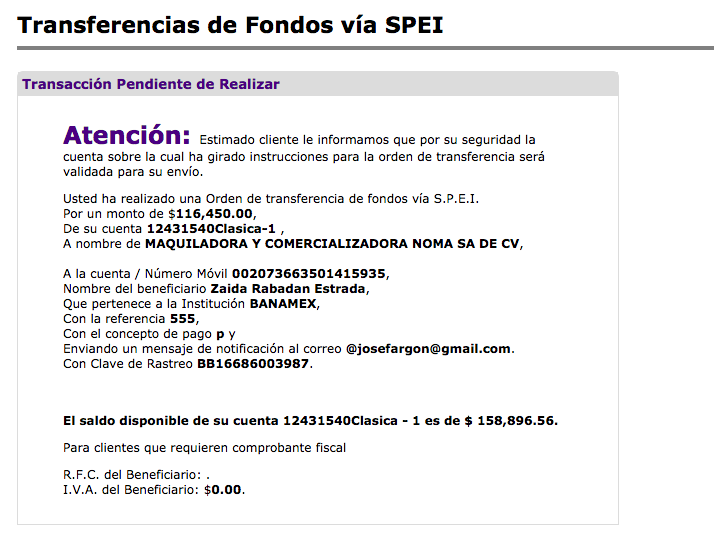 Transferencias de Fondos vía SPEI
Transacción Pendiente de Realizar
Atención: Estimado cliente le informamos que por su seguridad la
cuenta sobre la cual ha girado instrucciones para la orden de transferencia será
validada para su envío.
Usted ha realizado una Orden de transferencia de fondos vía S.P.E.I.
Por un monto de $116,450.00,
De su cuenta 12431540Clasica-1 ,
A nombre de MAQUILADORA Y COMERCIALIZADORA NOMA SA DE CV,
A la cuenta / Número Móvil 002073663501415935,
Nombre del beneficiario Zaida Rabadan Estrada,
Que pertenece a la Institución BANAMEX,
Con la referencia 555,
Con el concepto de pago p y
Enviando un mensaje de notificación al correo @josefargon@gmail.com.
Con Clave de Rastreo BB16686003987.
El saldo disponible de su cuenta 12431540Clasica - 1 es de $ 158,896.56.
Para clientes que requieren comprobante fiscal
R.F.C. del Beneficiario: .
I.V.A. del Beneficiario: $0.00.